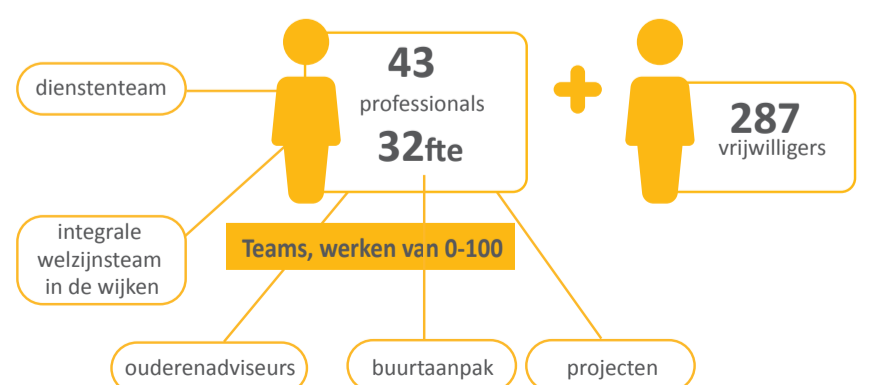 43
professionals
32fte
287
vrijwilligers
dienstenteam
integrale
welzijnsteam
in de wijken
Teams, werken van 0-100
ouderenadviseurs
buurtaanpak
projecten